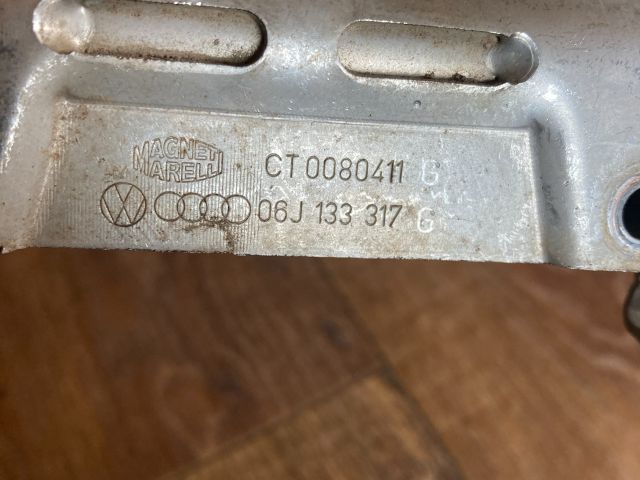 MAGNETI
MARELLI
CT0080411 G
06J 133 317 G